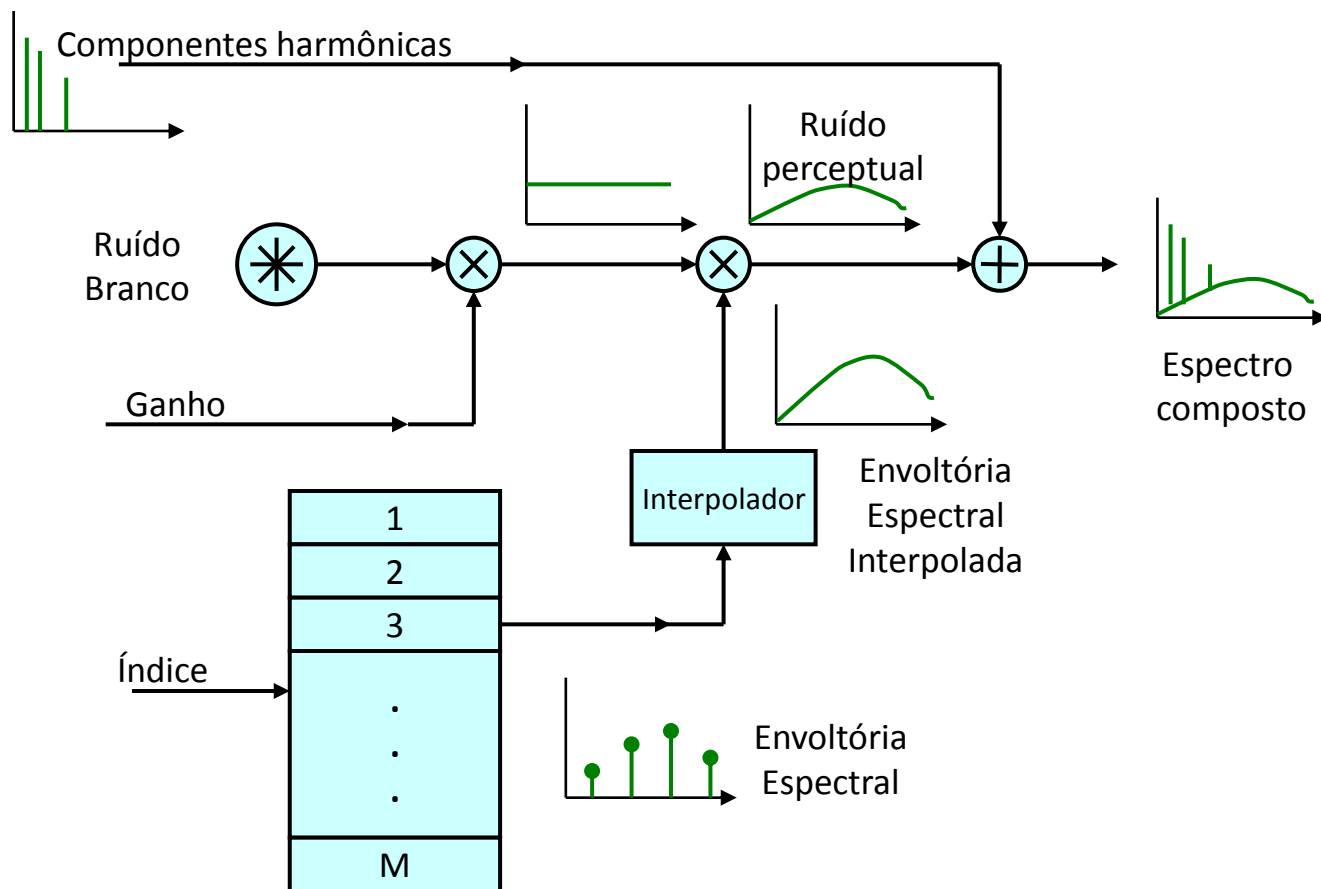 Componentes harmônicas
Ruído
perceptual
Ruído
Branco
Ganho
Espectro
composto
Interpolador
Envoltória
Espectral
Interpolada
1
2
3
.
.
.
M
Índice
Envoltória
Espectral